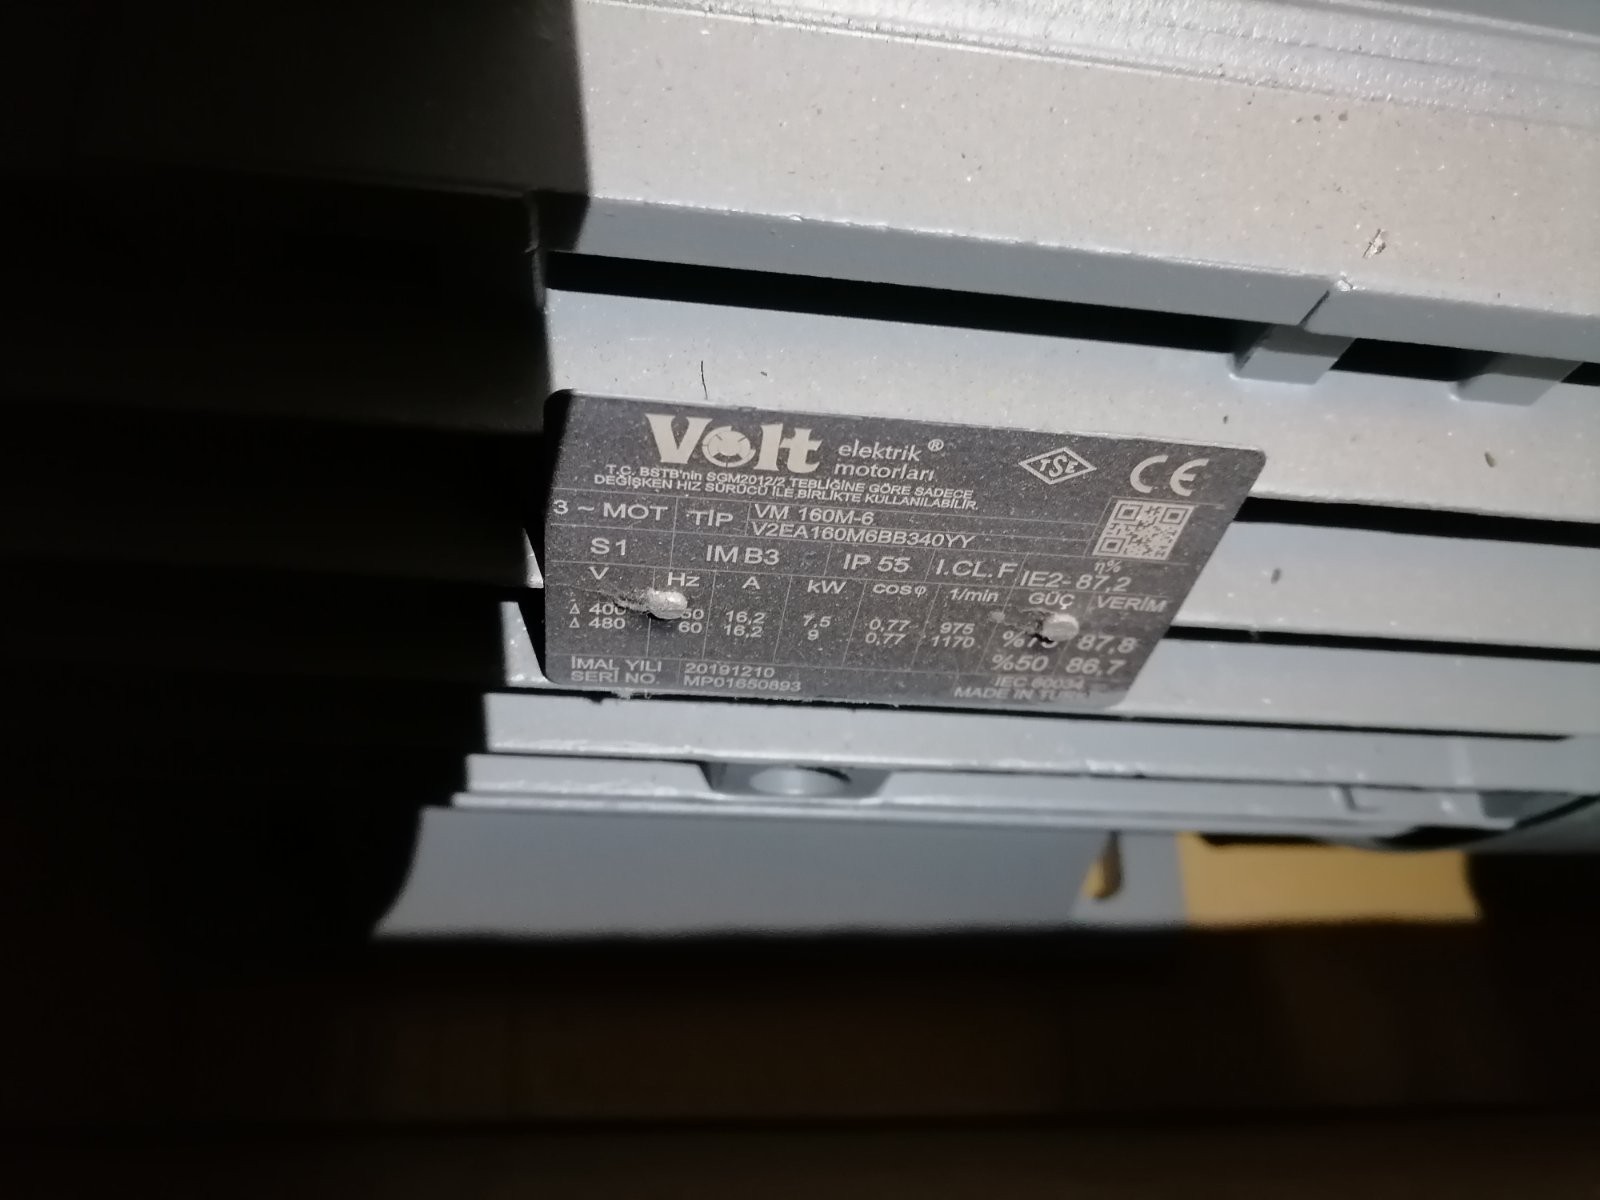 Volt elektrik® motorları
TSE CE
T.C. BSTB'nin SGM2012/2 TEBLİĞİNE GÖRE SADECE
DEĞİŞKEN HIZ SÜRÜCÜ İLE BİRLİKTE KULLANILABİLİR.
3 ~ MOT TİP VM 160M-6
V2EA160M6BB340YY
S1 IM B3 IP 55 I.CL.F IE2- 87,2 η%
V Hz A kW cosφ 1/min GÜÇ VERİM
Δ 400 50 16,2 7,5 0,77 975 87,8
Δ 480 60 16,2 9 0,77 1170 %50 86,7
İMAL YILI 20191210 IEC 60034
SERİ NO. MP01650893 MADE IN